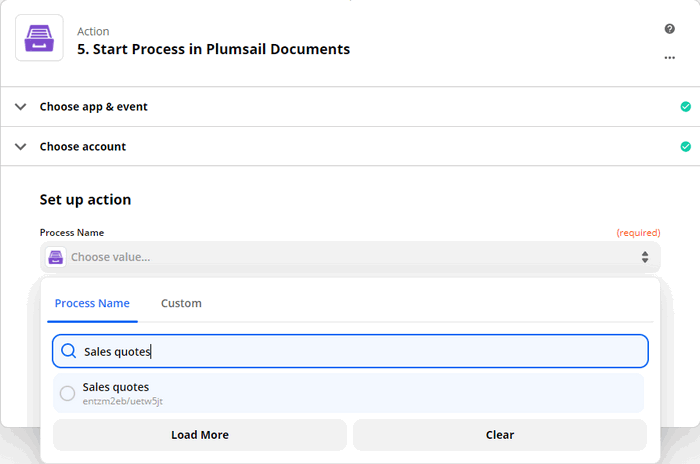 Action
5. Start Process in Plumsail Documents
Choose app & event
Choose account
Set up action
Process Name (required)
Choose value...
Process Name Custom
Sales quotes
Sales quotes
entzm2eb/uetw5jt
Load More Clear